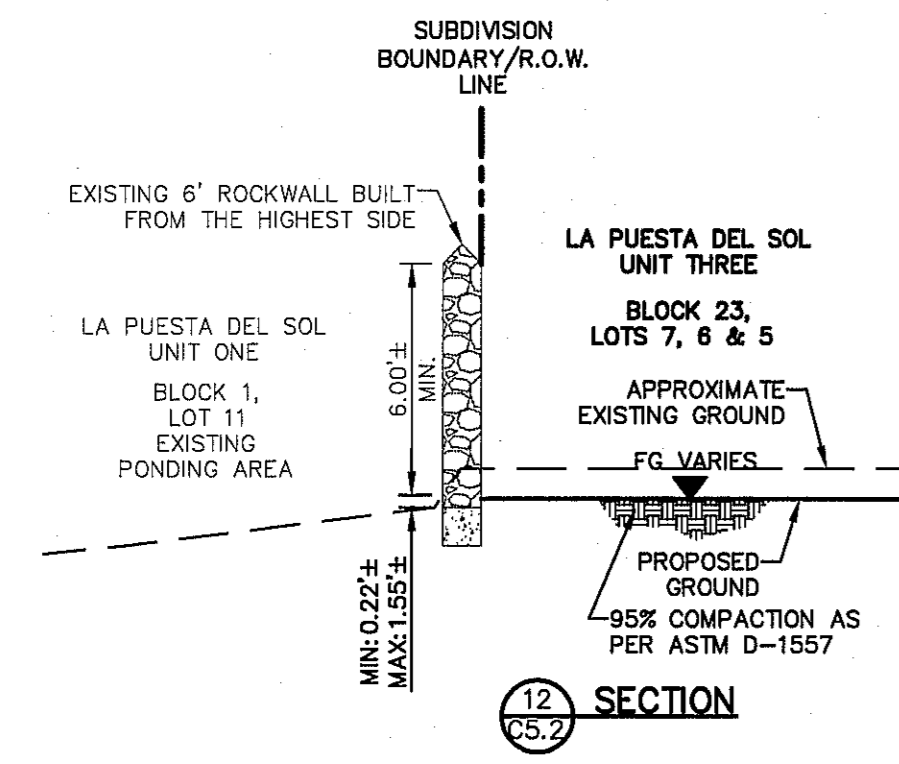 SUBDIVISION
BOUNDARY/R.O.W.
LINE
EXISTING 6' ROCKWALL BUILT
FROM THE HIGHEST SIDE
LA PUESTA DEL SOL
UNIT THREE
BLOCK 23,
LOTS 7, 6 & 5
LA PUESTA DEL SOL
UNIT ONE
BLOCK 1,
LOT 11
EXISTING
PONDING AREA
6.00'±
MIN.
APPROXIMATE
EXISTING GROUND
FG VARIES
PROPOSED
GROUND
95% COMPACTION AS
PER ASTM D-1557
MIN: 0.22'±
MAX: 1.55'±
12
C5.2
SECTION